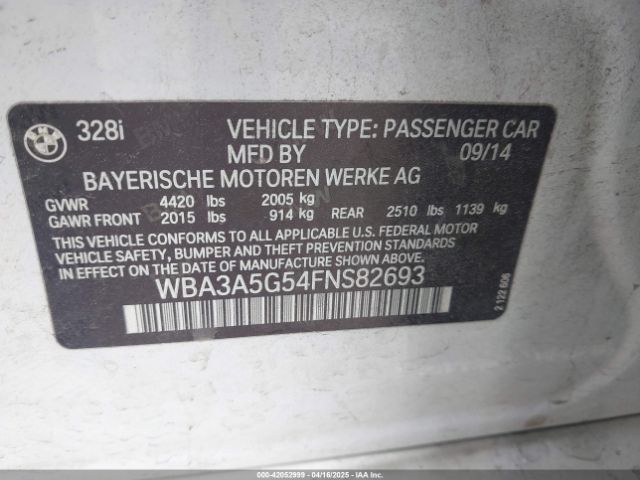 BMW 328i VEHICLE TYPE: PASSENGER CAR
MFD BY 09/14
BAYERISCHE MOTOREN WERKE AG
GVWR 4420 lbs 2005 kg
GAWR FRONT 2015 lbs 914 kg REAR 2510 lbs 1139 kg
THIS VEHICLE CONFORMS TO ALL APPLICABLE U.S. FEDERAL MOTOR
VEHICLE SAFETY, BUMPER AND THEFT PREVENTION STANDARDS
IN EFFECT ON THE DATE OF MANUFACTURE SHOWN ABOVE.
WBA3A5G54FNS82693
2 122 606
000-42052999 - 04/16/2025 - IAA Inc.